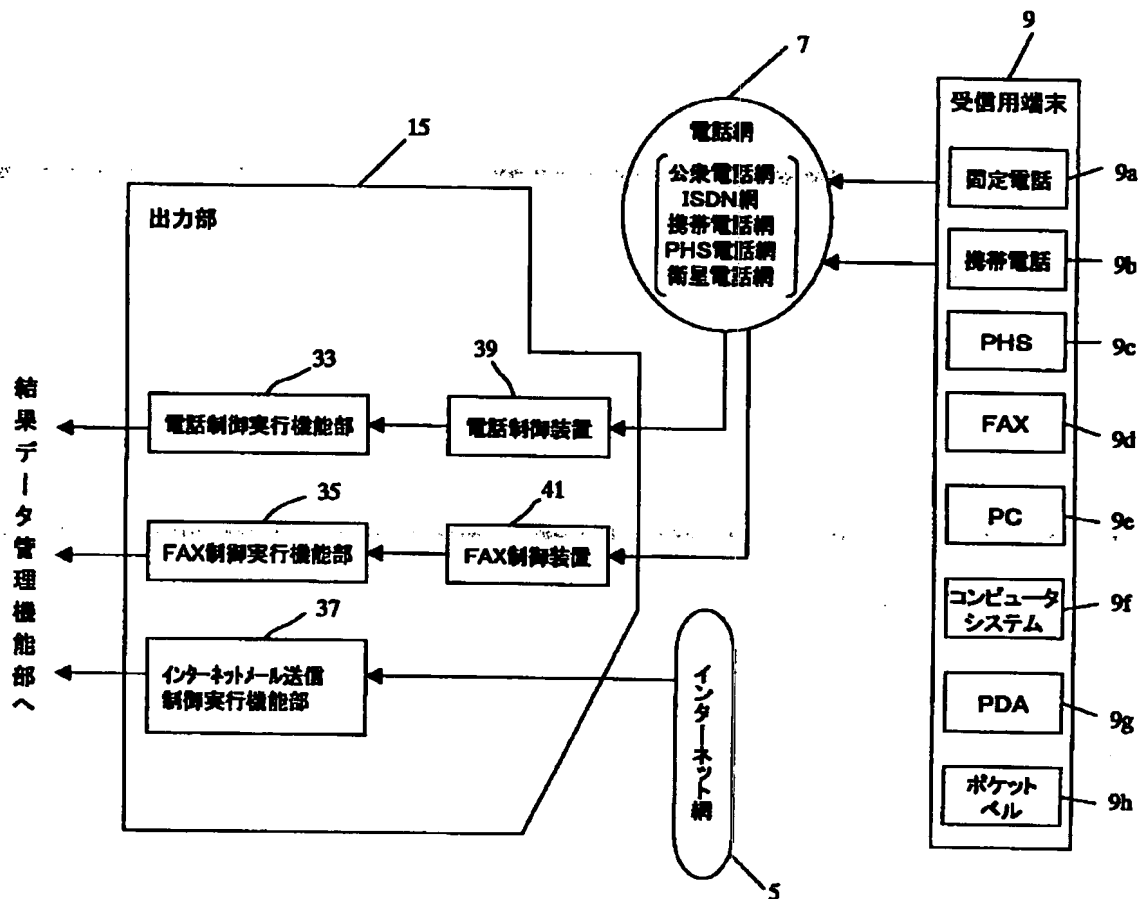 9
受信用端末
固定電話
9a
携帯電話
9b
PHS
9c
FAX
9d
PC
9e
コンピュータ
システム
9f
PDA
9g
ポケット
ベル
9h
7
電話網
公衆電話網
ISDN網
携帯電話網
PHS電話網
衛星電話網
15
出力部
33
電話制御実行機能部
39
電話制御装置
35
FAX制御実行機能部
41
FAX制御装置
37
インターネットメール送信
制御実行機能部
インターネット網
5
結果データ管理機能部へ